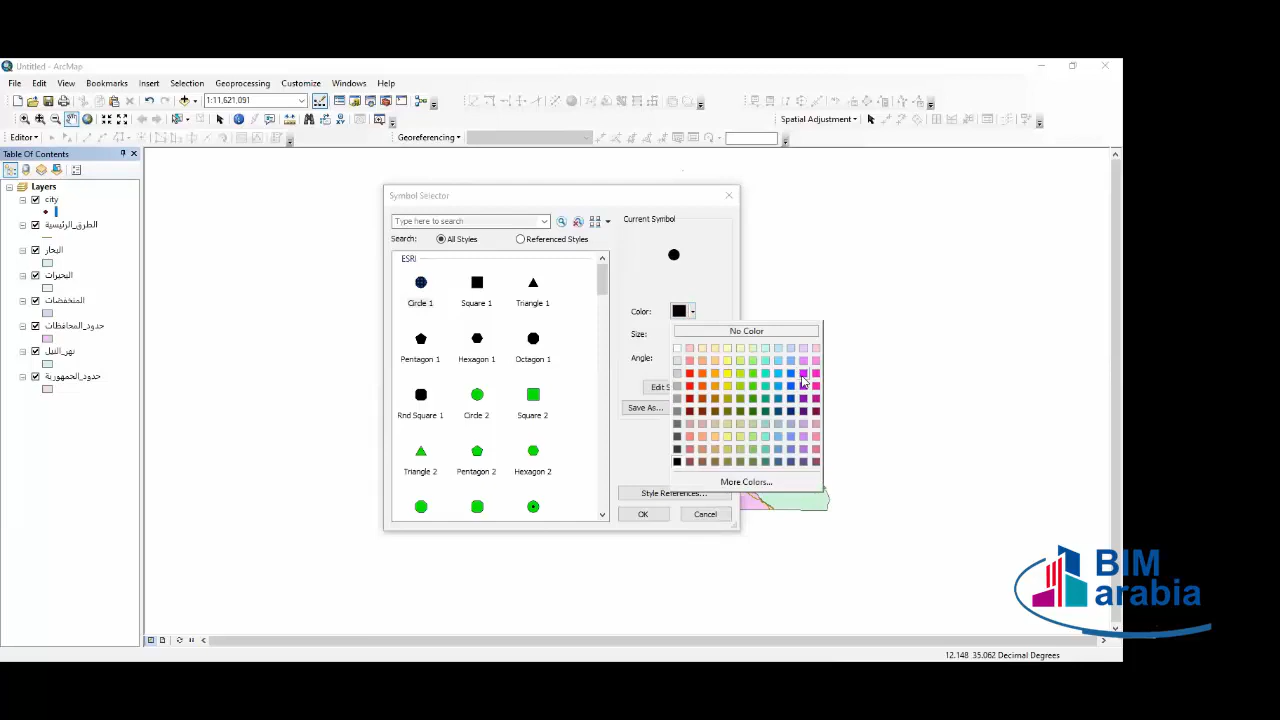 Untitled - ArcMap
File Edit View Bookmarks Insert Selection Geoprocessing Customize Windows Help
1:11,621,091
Spatial Adjustment
Editor
Georeferencing
Table Of Contents
Layers
city
الطرق_الرئيسية
البحار
البحيرات
المنخفضات
حدود_المحافظات
نهر_النيل
حدود_الجمهورية
Symbol Selector
Type here to search
Search: All Styles Referenced Styles
ESRI
Circle 1 Square 1 Triangle 1
Pentagon 1 Hexagon 1 Octagon 1
Rnd Square 1 Circle 2 Square 2
Triangle 2 Pentagon 2 Hexagon 2
Current Symbol
Color:
Size:
Angle:
No Color
More Colors...
Edit S
Save As...
Style References...
OK Cancel
BIM
arabia
12.148 35.062 Decimal Degrees